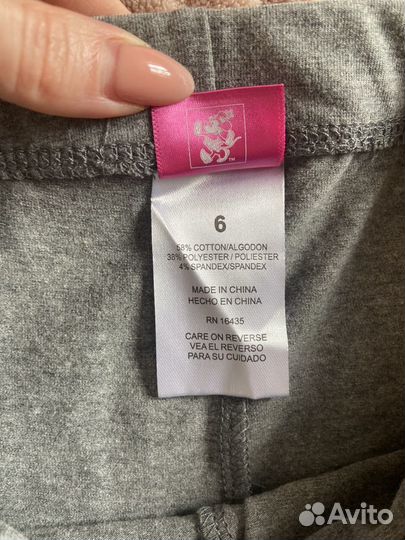 TM
6
58% COTTON/ALGODON
38% POLYESTER / POLIESTER
4% SPANDEX/SPANDEX
MADE IN CHINA
HECHO EN CHINA
RN 16435
CARE ON REVERSE
VEA EL REVERSO
PARA SU CUIDADO
Avito